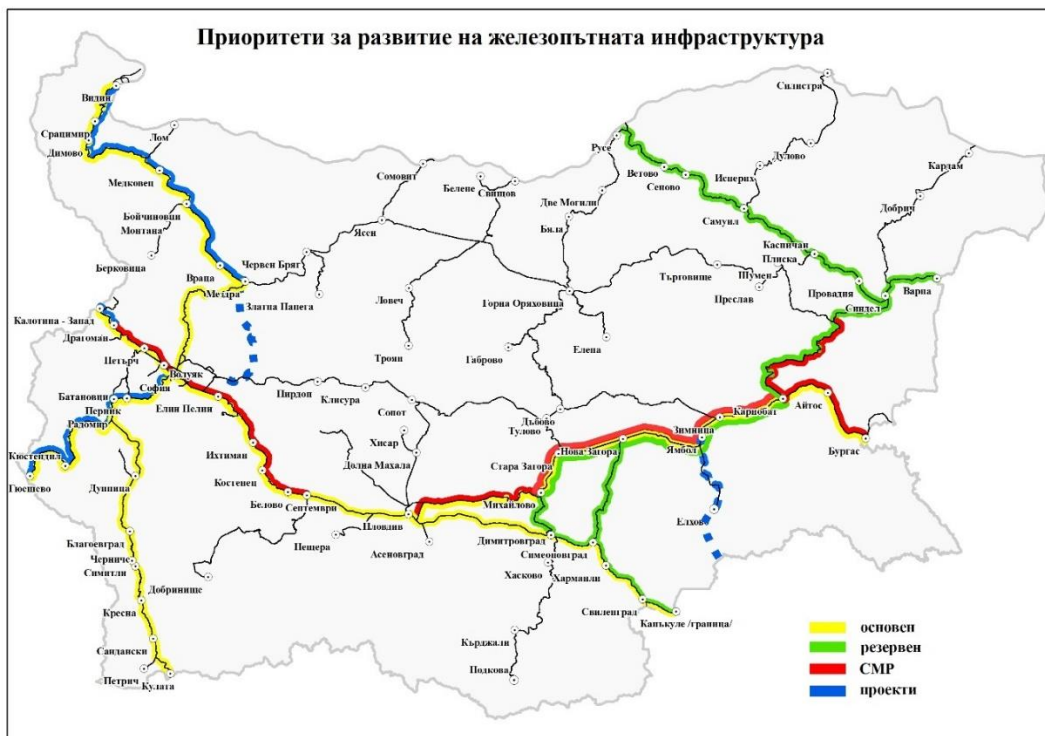 Приоритети за развитие на железопътната инфраструктура
Силистра
Видин
Лом
Русе
Срацимир
Димово
Дулово
Ветово
Кардам
Сомовит
Исперих
Сеново
Белене
Свищов
Медковец
Две Могили
Добрич
Самуил
Бойчиновци
Монтана
Ясен
Бяла
Каспичан
Плиска
Берковица
Червен Бряг
Враца
Търговище
Шумен
Мездра
Златна Панега
Ловеч
Горна Оряховица
Преслав
Провадия
Варна
Синдел
Калотина - Запад
Драгоман
Троян
Габрово
Елена
Петърч
Волуяк
София
Пирдоп
Клисура
Батановци
Перник
Елин Пелин
Сопот
Карнобат
Айтос
Радомир
Дъбово
Тулово
Зимница
Хисар
Кюстендил
Ихтиман
Нова Загора
Ямбол
Бургас
Долна Махала
Стара Загора
Гюешево
Костенец
Дупница
Белово
Септември
Михайлово
Елхов
Пловдив
Димитровград
Благоевград
Пещера
Асеновград
Симеоновград
Черниче
Симитли
Хасково
Харманли
Добринище
Кресна
Свиленград
Капъкуле /граница/
основен
Сандански
Кърджали
резервен
Петрич
Кулата
Подкова
СМР
проекти